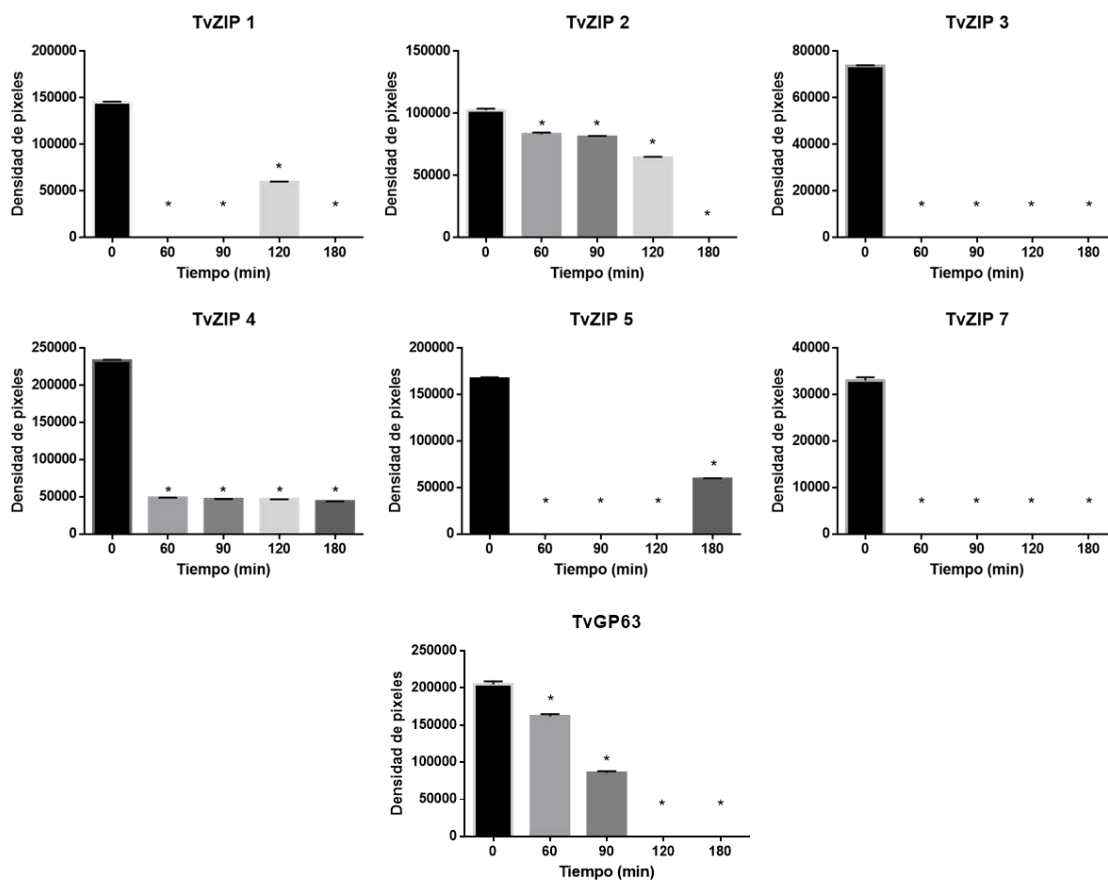 TvZIP 1
Densidad de pixeles
200000
150000
100000
50000
0
* * * *
0 60 90 120 180
Tiempo (min)
TvZIP 2
Densidad de pixeles
150000
100000
50000
0
* * * *
0 60 90 120 180
Tiempo (min)
TvZIP 3
Densidad de pixeles
80000
60000
40000
20000
0
* * * *
0 60 90 120 180
Tiempo (min)
TvZIP 4
Densidad de pixeles
250000
200000
150000
100000
50000
0
* * * *
0 60 90 120 180
Tiempo (min)
TvZIP 5
Densidad de pixeles
200000
150000
100000
50000
0
* * * *
0 60 90 120 180
Tiempo (min)
TvZIP 7
Densidad de pixeles
40000
30000
20000
10000
0
* * * *
0 60 90 120 180
Tiempo (min)
TvGP63
Densidad de pixeles
250000
200000
150000
100000
50000
0
* * * *
0 60 90 120 180
Tiempo (min)